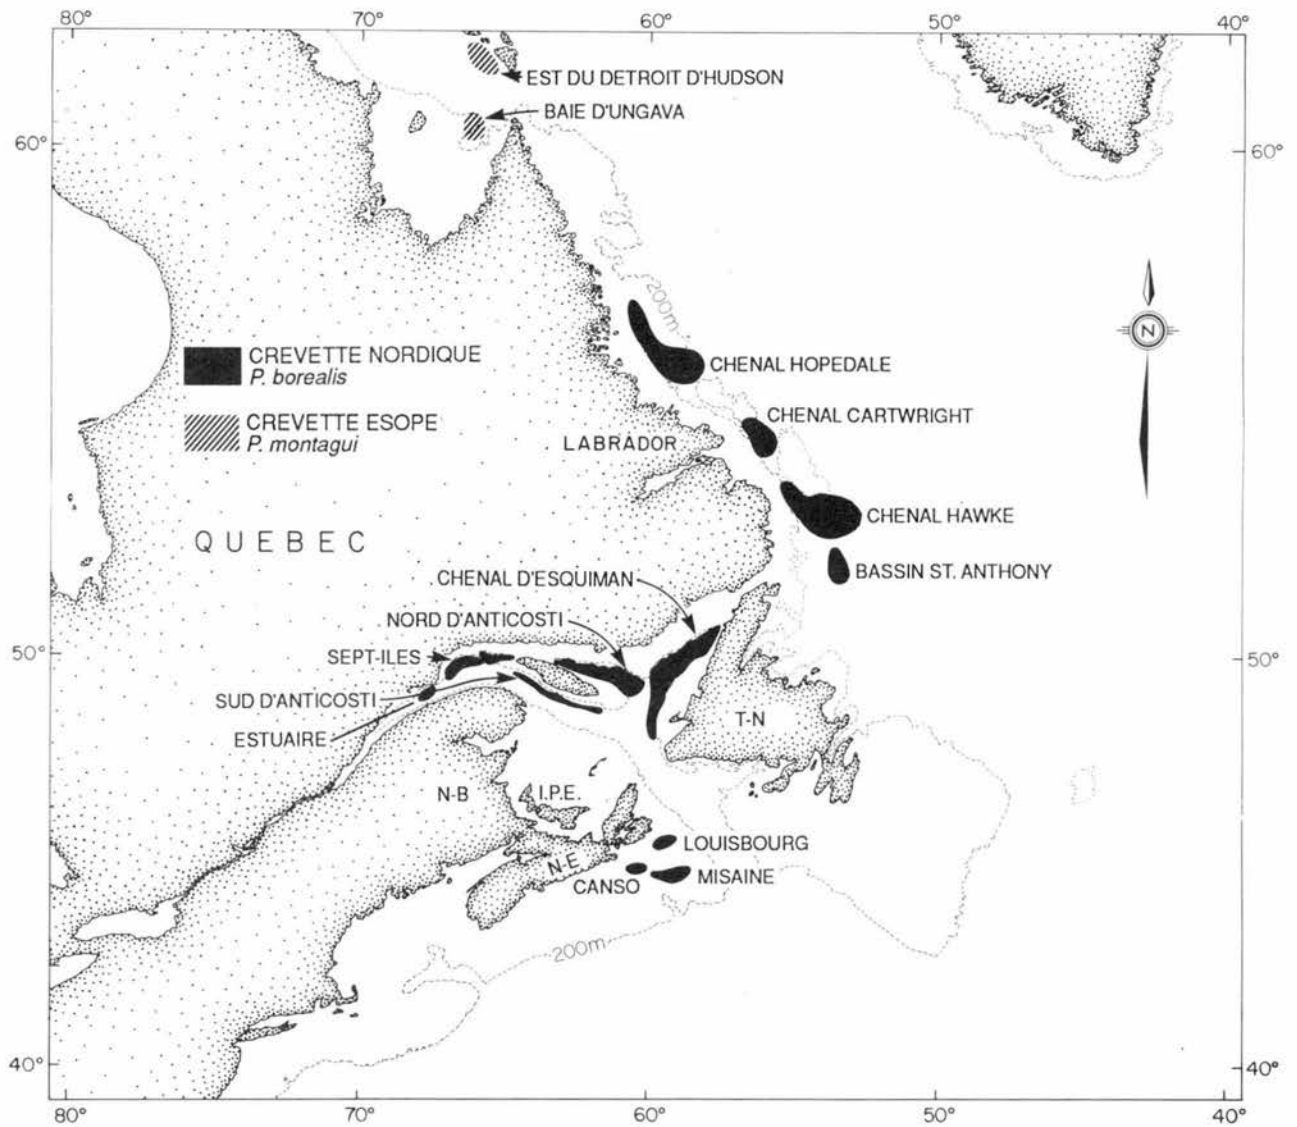 80°
70°
60°
50°
40°
EST DU DETROIT D'HUDSON
BAIE D'UNGAVA
60°
60°
200m
CREVETTE NORDIQUE
P. borealis
CHENAL HOPEDALE
CREVETTE ESOPE
P. montagui
CHENAL CARTWRIGHT
LABRADOR
N
QUEBEC
CHENAL HAWKE
BASSIN ST. ANTHONY
CHENAL D'ESQUIMAN
NORD D'ANTICOSTI
SEPT-ILES
50°
50°
SUD D'ANTICOSTI
ESTUAIRE
T-N
N-B
I.P.E.
LOUISBOURG
N-E
CANSO
MISAINE
200m
40°
40°
80°
70°
60°
50°
40°